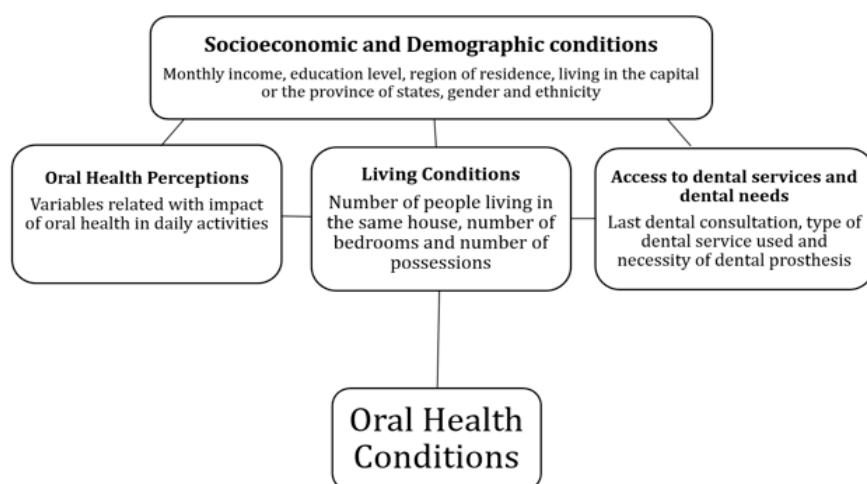 Socioeconomic and Demographic conditions
Monthly income, education level, region of residence, living in the capital
or the province of states, gender and ethnicity
Oral Health Perceptions
Variables related with impact
of oral health in daily activities
Living Conditions
Number of people living in
the same house, number of
bedrooms and number of
possessions
Access to dental services and
dental needs
Last dental consultation, type of
dental service used and
necessity of dental prosthesis
Oral Health
Conditions